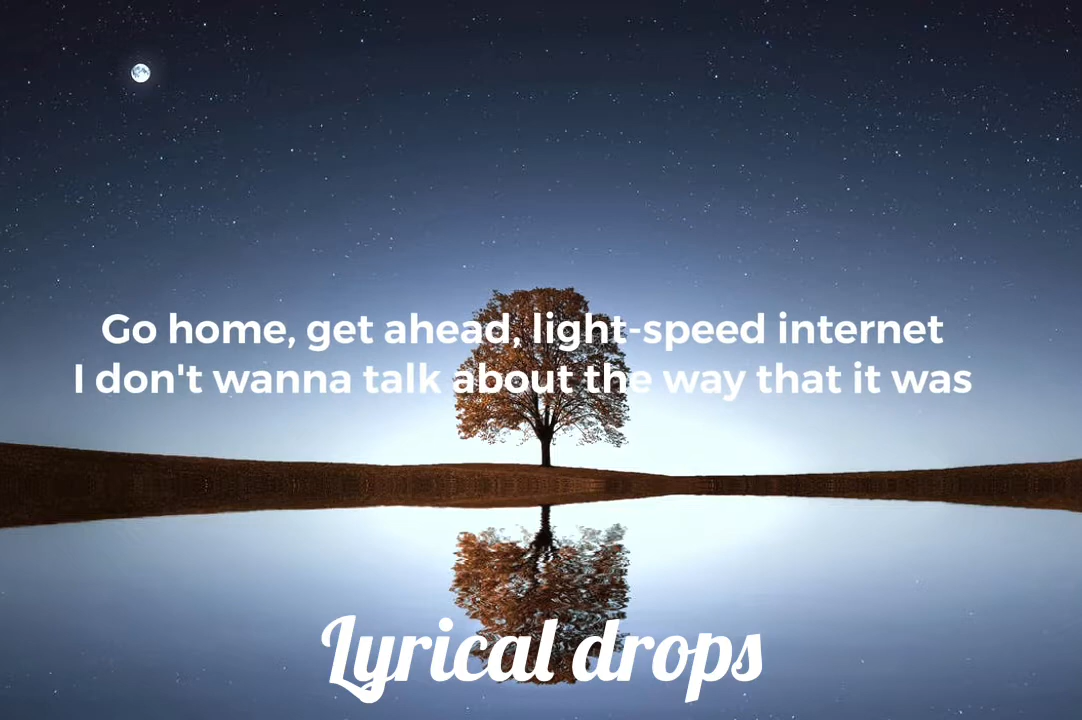 Go home, get ahead, light-speed internet
I don't wanna talk about the way that it was
Lyrical drops